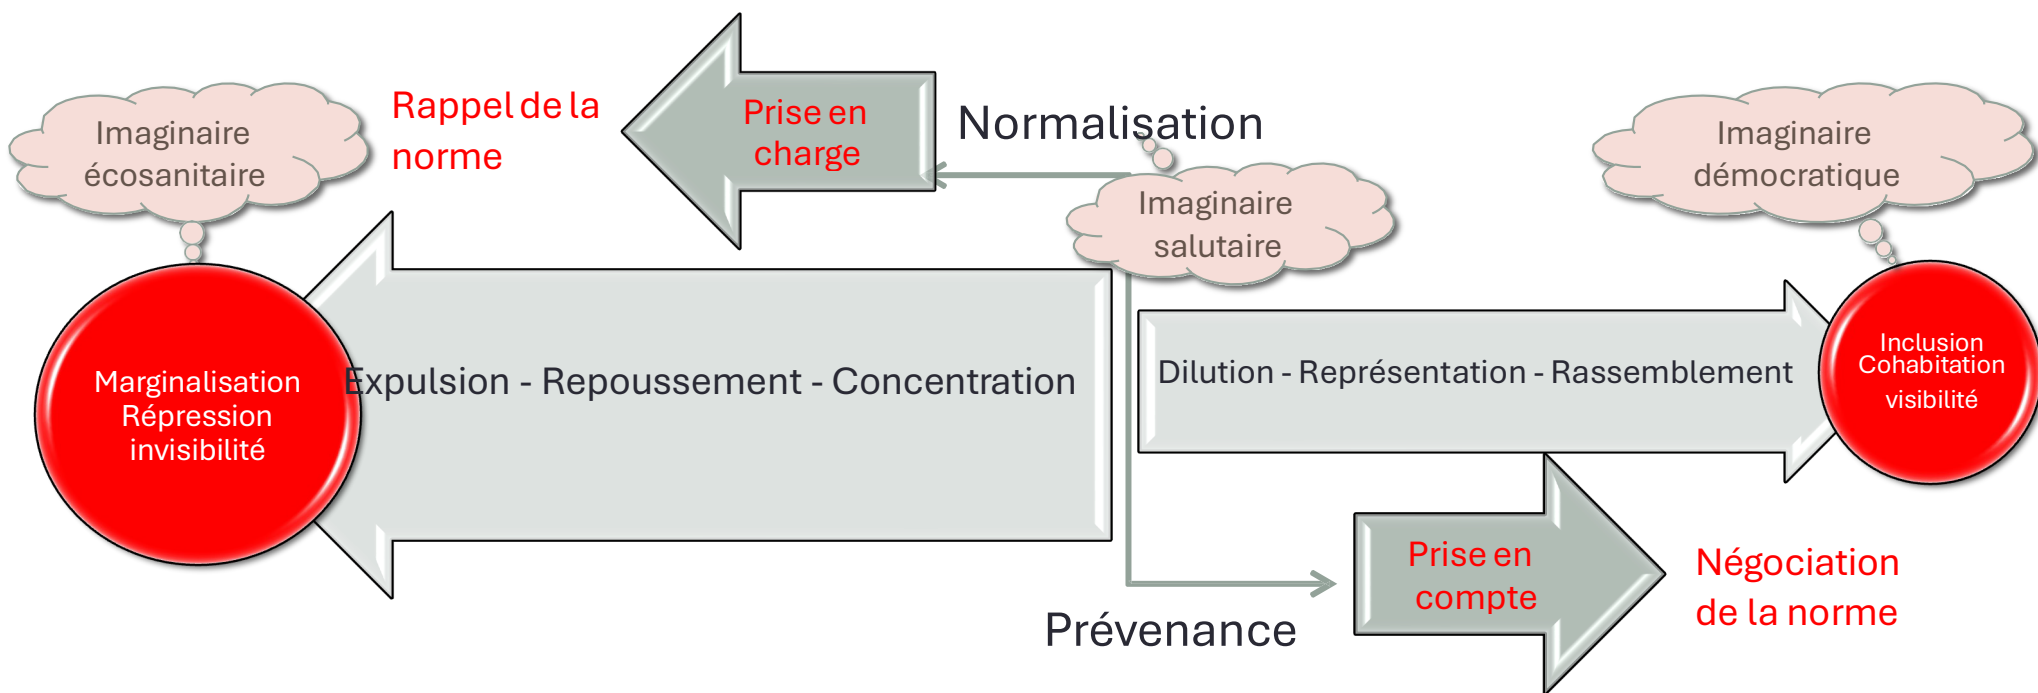 Imaginaire
écosanitaire
Rappel de la
norme
Prise en
charge
Normalisation
Imaginaire
salutaire
Imaginaire
démocratique
Marginalisation
Répression
invisibilité
Expulsion - Repoussement - Concentration
Dilution - Représentation - Rassemblement
Inclusion
Cohabitation
visibilité
Prise en
compte
Prévenance
Négociation
de la norme